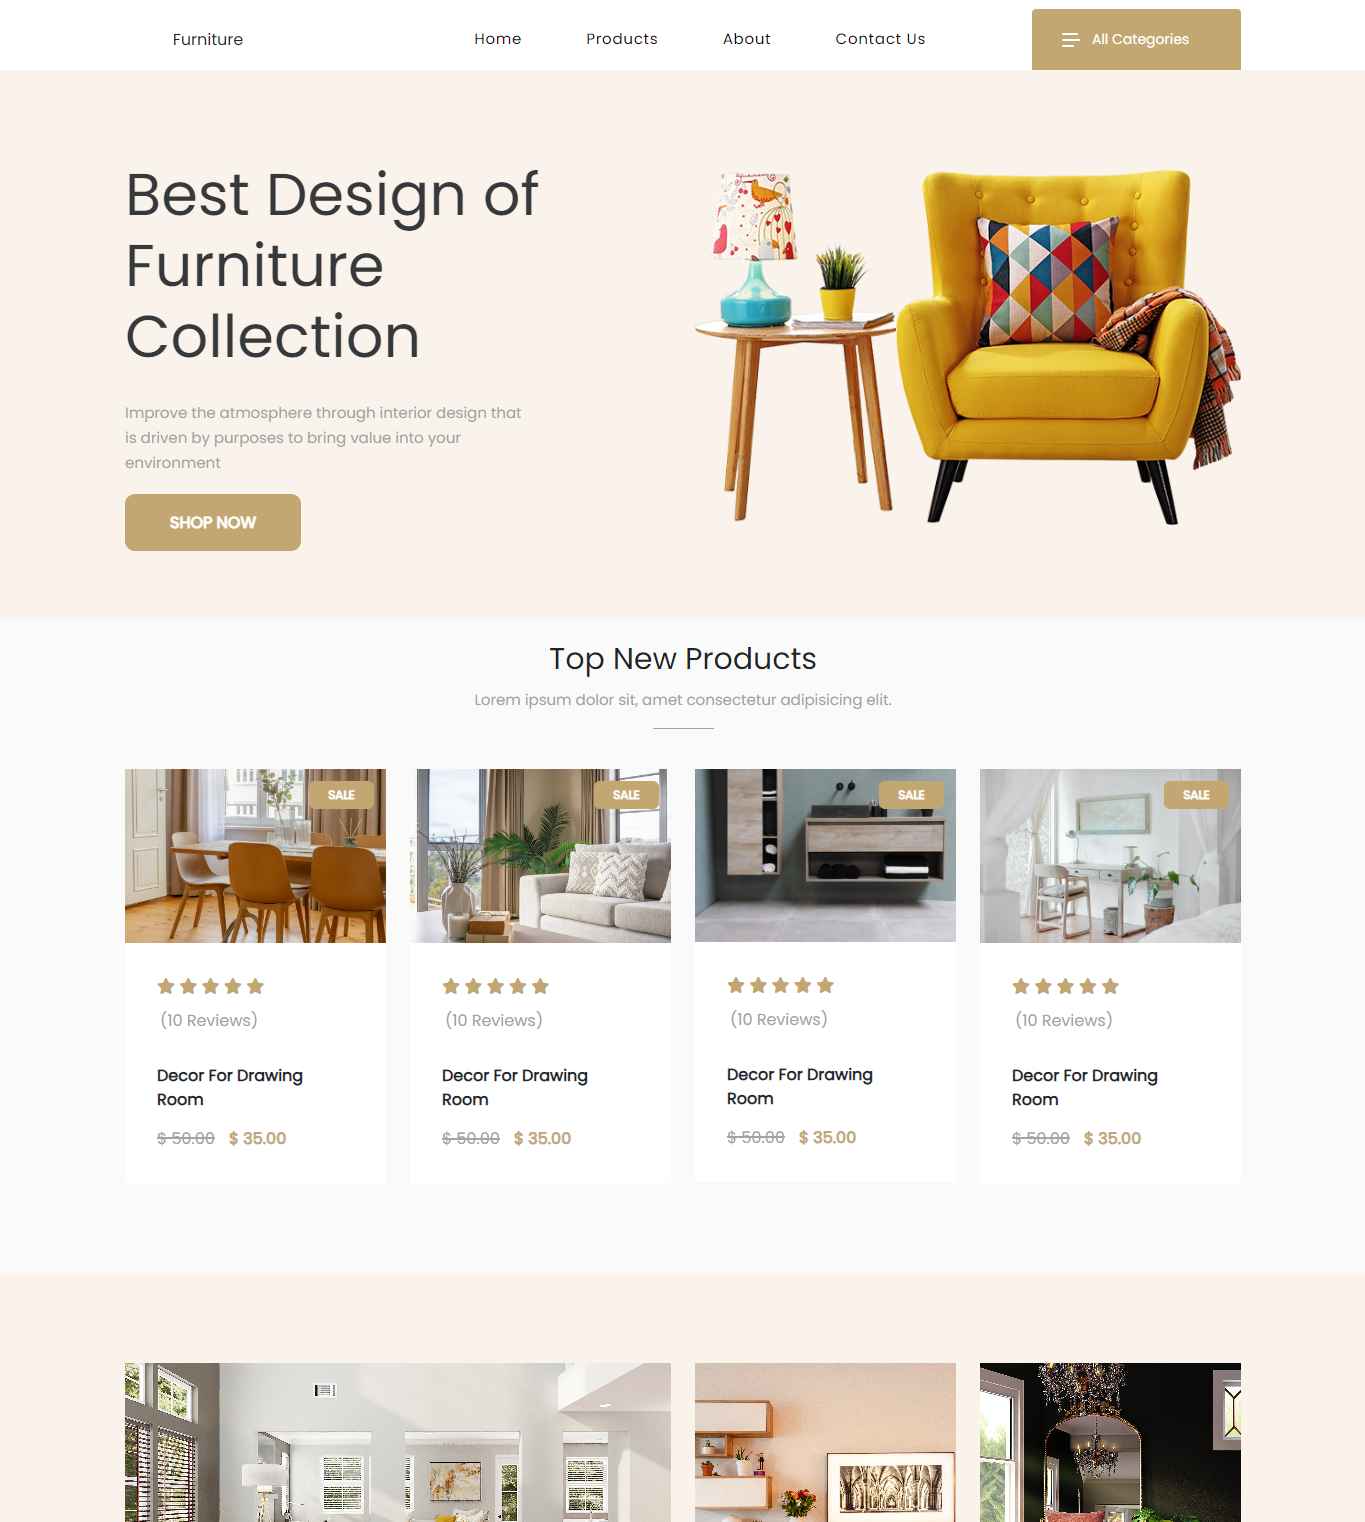 Furniture
Home
Products
About
Contact Us
All Categories
Best Design of
Furniture
Collection
Improve the atmosphere through interior design that
is driven by purposes to bring value into your
environment
SHOP NOW
Top New Products
Lorem ipsum dolor sit, amet consectetur adipisicing elit.
SALE
(10 Reviews)
Decor For Drawing
Room
$ 50.00 $ 35.00
SALE
(10 Reviews)
Decor For Drawing
Room
$ 50.00 $ 35.00
SALE
(10 Reviews)
Decor For Drawing
Room
$ 50.00 $ 35.00
SALE
(10 Reviews)
Decor For Drawing
Room
$ 50.00 $ 35.00